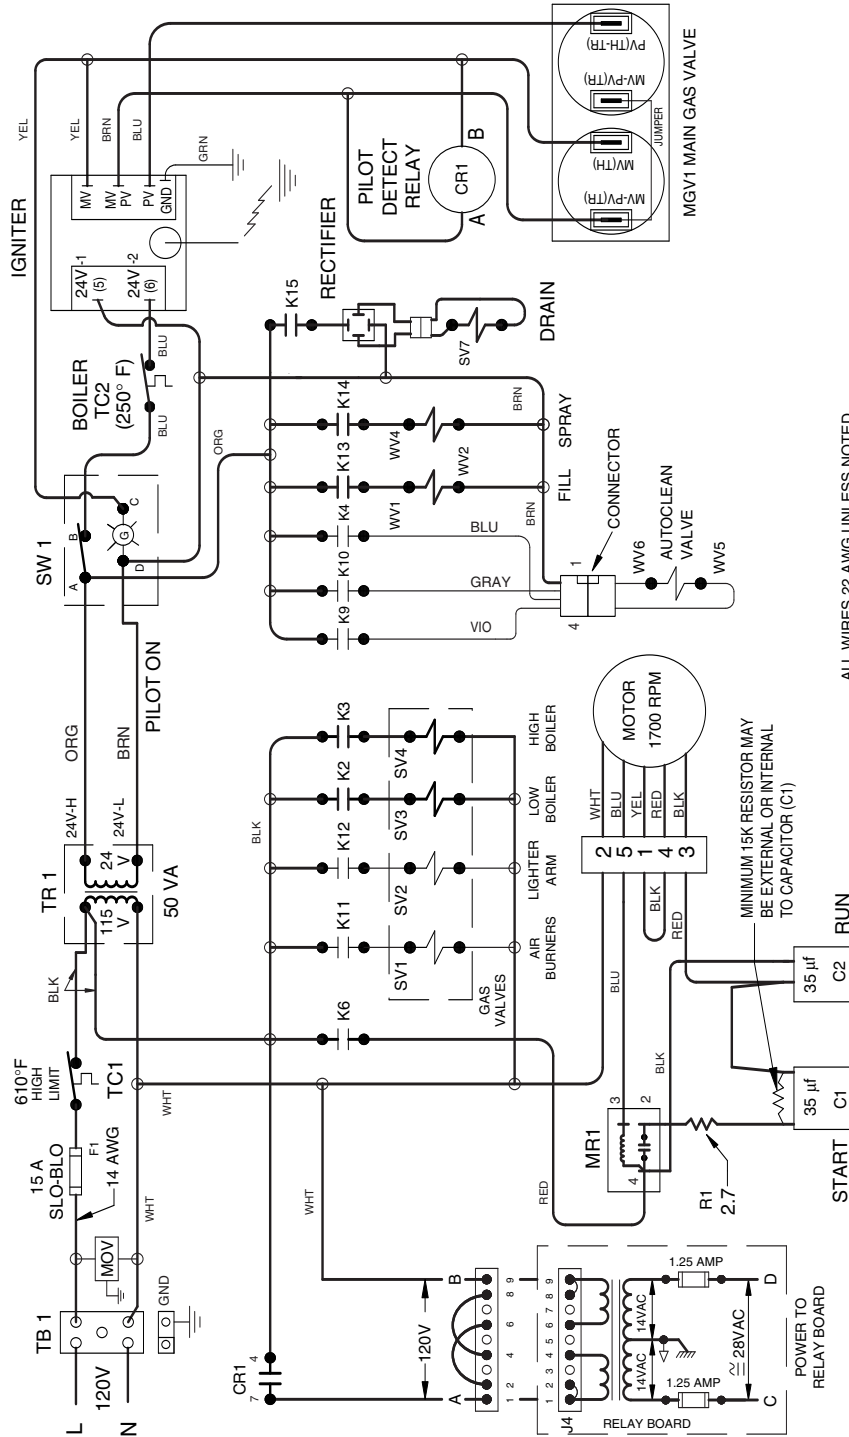 L
N
120V
TB 1
MOV
GND
15 A
SLO-BLO
F1
14 AWG
WHT
610°F
HIGH
LIMIT
TC1
BLK
WHT
TR 1
115
V
24
V
50 VA
24V-H
24V-L
ORG
BRN
PILOT ON
SW 1
A
B
C
D
G
BOILER
TC2
(250° F)
BLU
BLU
ORG
IGNITER
24V -1
(5)
24V -2
(6)
MV
MV
PV
PV
GND
YEL
YEL
BRN
BLU
GRN
CR1
7
4
BLK
K6
K11
K12
K2
K3
SV1
SV2
SV3
SV4
GAS
VALVES
AIR
BURNERS
LIGHTER
ARM
LOW
BOILER
HIGH
BOILER
K9
K10
K4
K13
K14
K15
VIO
GRAY
BLU
WV1
WV2
WV4
BRN
BRN
FILL
SPRAY
RECTIFIER
SV7
DRAIN
4
1
CONNECTOR
WV6
AUTOCLEAN
VALVE
WV5
PILOT
DETECT
RELAY
CR1
A
B
MV-PV(TR)
MV(TH)
MV-PV(TR)
PV(TH-TR)
JUMPER
MGV1 MAIN GAS VALVE
WHT
120V
A
B
1 2 3 4 5 6 7 8 9
J4
14VAC
14VAC
1.25 AMP
1.25 AMP
≅28VAC
C
D
RELAY BOARD
POWER TO
RELAY BOARD
RED
MR1
4
3
2
BLU
BLK
R1
2.7
START
35 µf
C1
35 µf
C2
RUN
MINIMUM 15K RESISTOR MAY
BE EXTERNAL OR INTERNAL
TO CAPACITOR (C1)
2
5
1
4
3
BLK
RED
WHT
BLU
YEL
RED
BLK
MOTOR
1700 RPM
ALL WIRES 22 AWG UNLESS NOTED